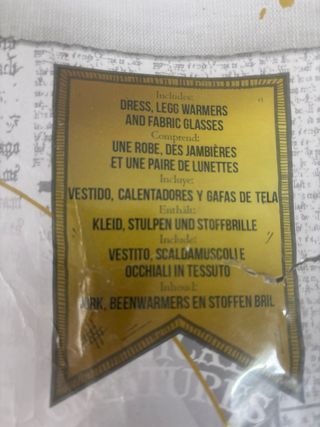 Includes:
DRESS, LEGG WARMERS
AND FABRIC GLASSES
Comprend:
UNE ROBE, DES JAMBIÈRES
ET UNE PAIRE DE LUNETTES
Incluye:
VESTIDO, CALENTADORES Y GAFAS DE TELA
Enthält:
KLEID, STULPEN UND STOFFBRILLE
Include:
VESTITO, SCALDAMUSCOLI E
OCCHIALI IN TESSUTO
Inhoud:
JURK, BEENWARMERS EN STOFFEN BRIL